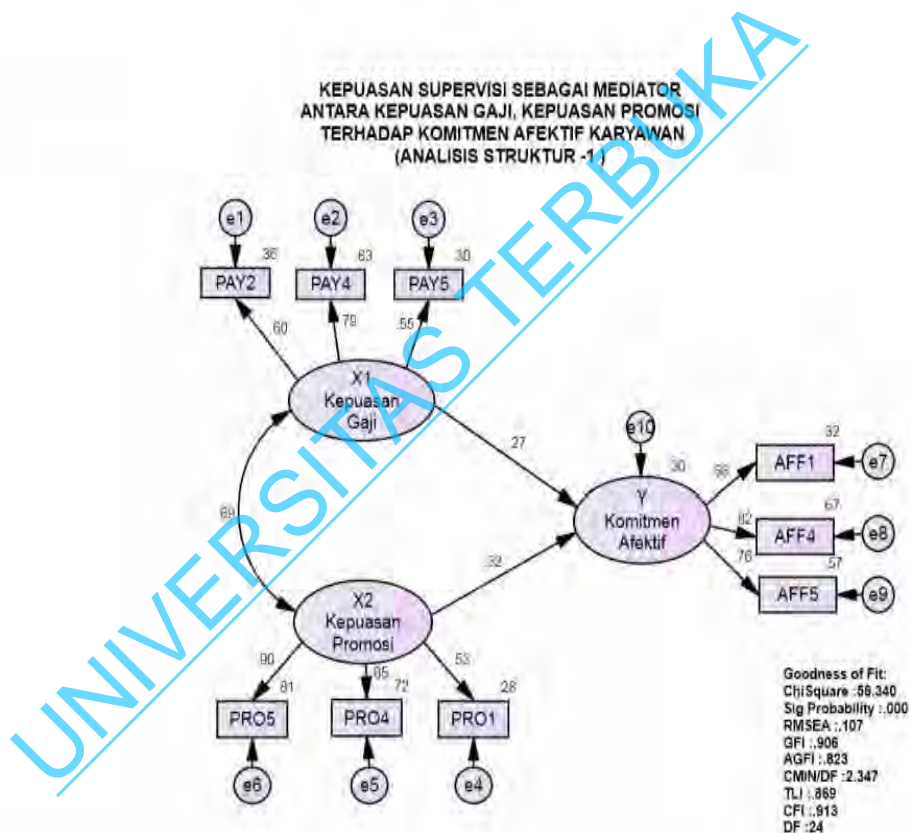 KEPUASAN SUPERVISI SEBAGAI MEDIATOR
ANTARA KEPUASAN GAJI, KEPUASAN PROMOSI
TERHADAP KOMITMEN AFEKTIF KARYAWAN
(ANALISIS STRUKTUR -1 )
e1
e2
e3
36
63
30
PAY2
PAY4
PAY5
60
79
.55
X1
Kepuasan
Gaji
27
e10
30
Y
Komitmen
Afektif
32
AFF1
e7
67
82
AFF4
e8
76
57
AFF5
e9
69
.32
X2
Kepuasan
Promosi
90
85
53
81
72
28
PRO5
PRO4
PRO1
e6
e5
e4
Goodness of Fit:
ChiSquare :56.340
Sig Probability :.000
RMSEA :.107
GFI :.906
AGFI :.823
CMIN/DF :2.347
TLI :.869
CFI :.913
DF :24
UNIVERSITAS TERBUKA